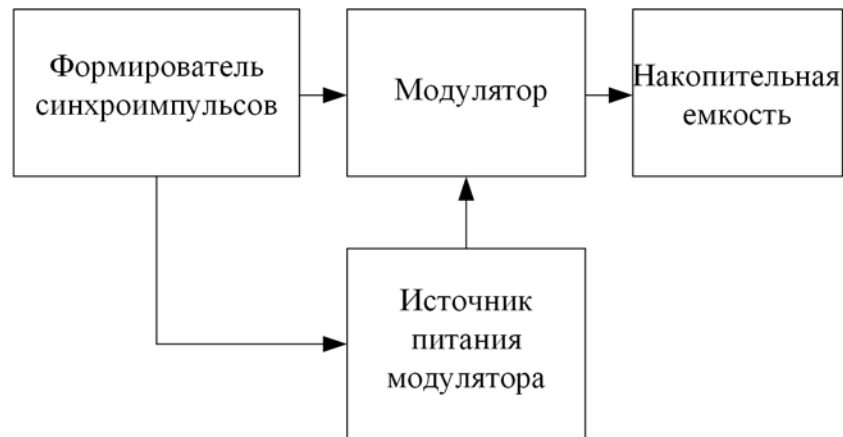 Формирователь
синхроимпульсов
Модулятор
Накопительная
емкость
Источник
питания
модулятора